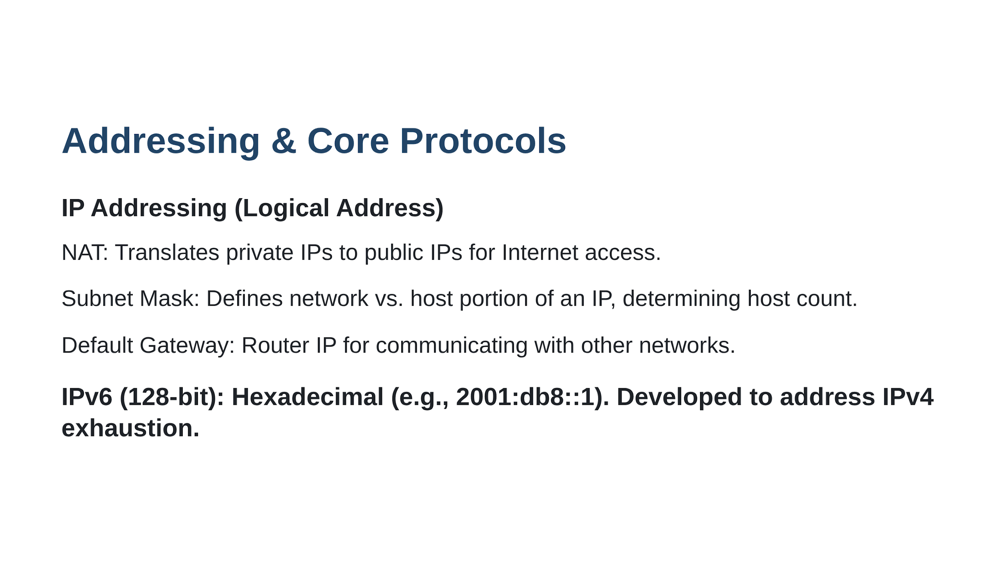 Addressing & Core Protocols
IP Addressing (Logical Address)
NAT: Translates private IPs to public IPs for Internet access.
Subnet Mask: Defines network vs. host portion of an IP, determining host count.
Default Gateway: Router IP for communicating with other networks.
IPv6 (128-bit): Hexadecimal (e.g., 2001:db8::1). Developed to address IPv4
exhaustion.